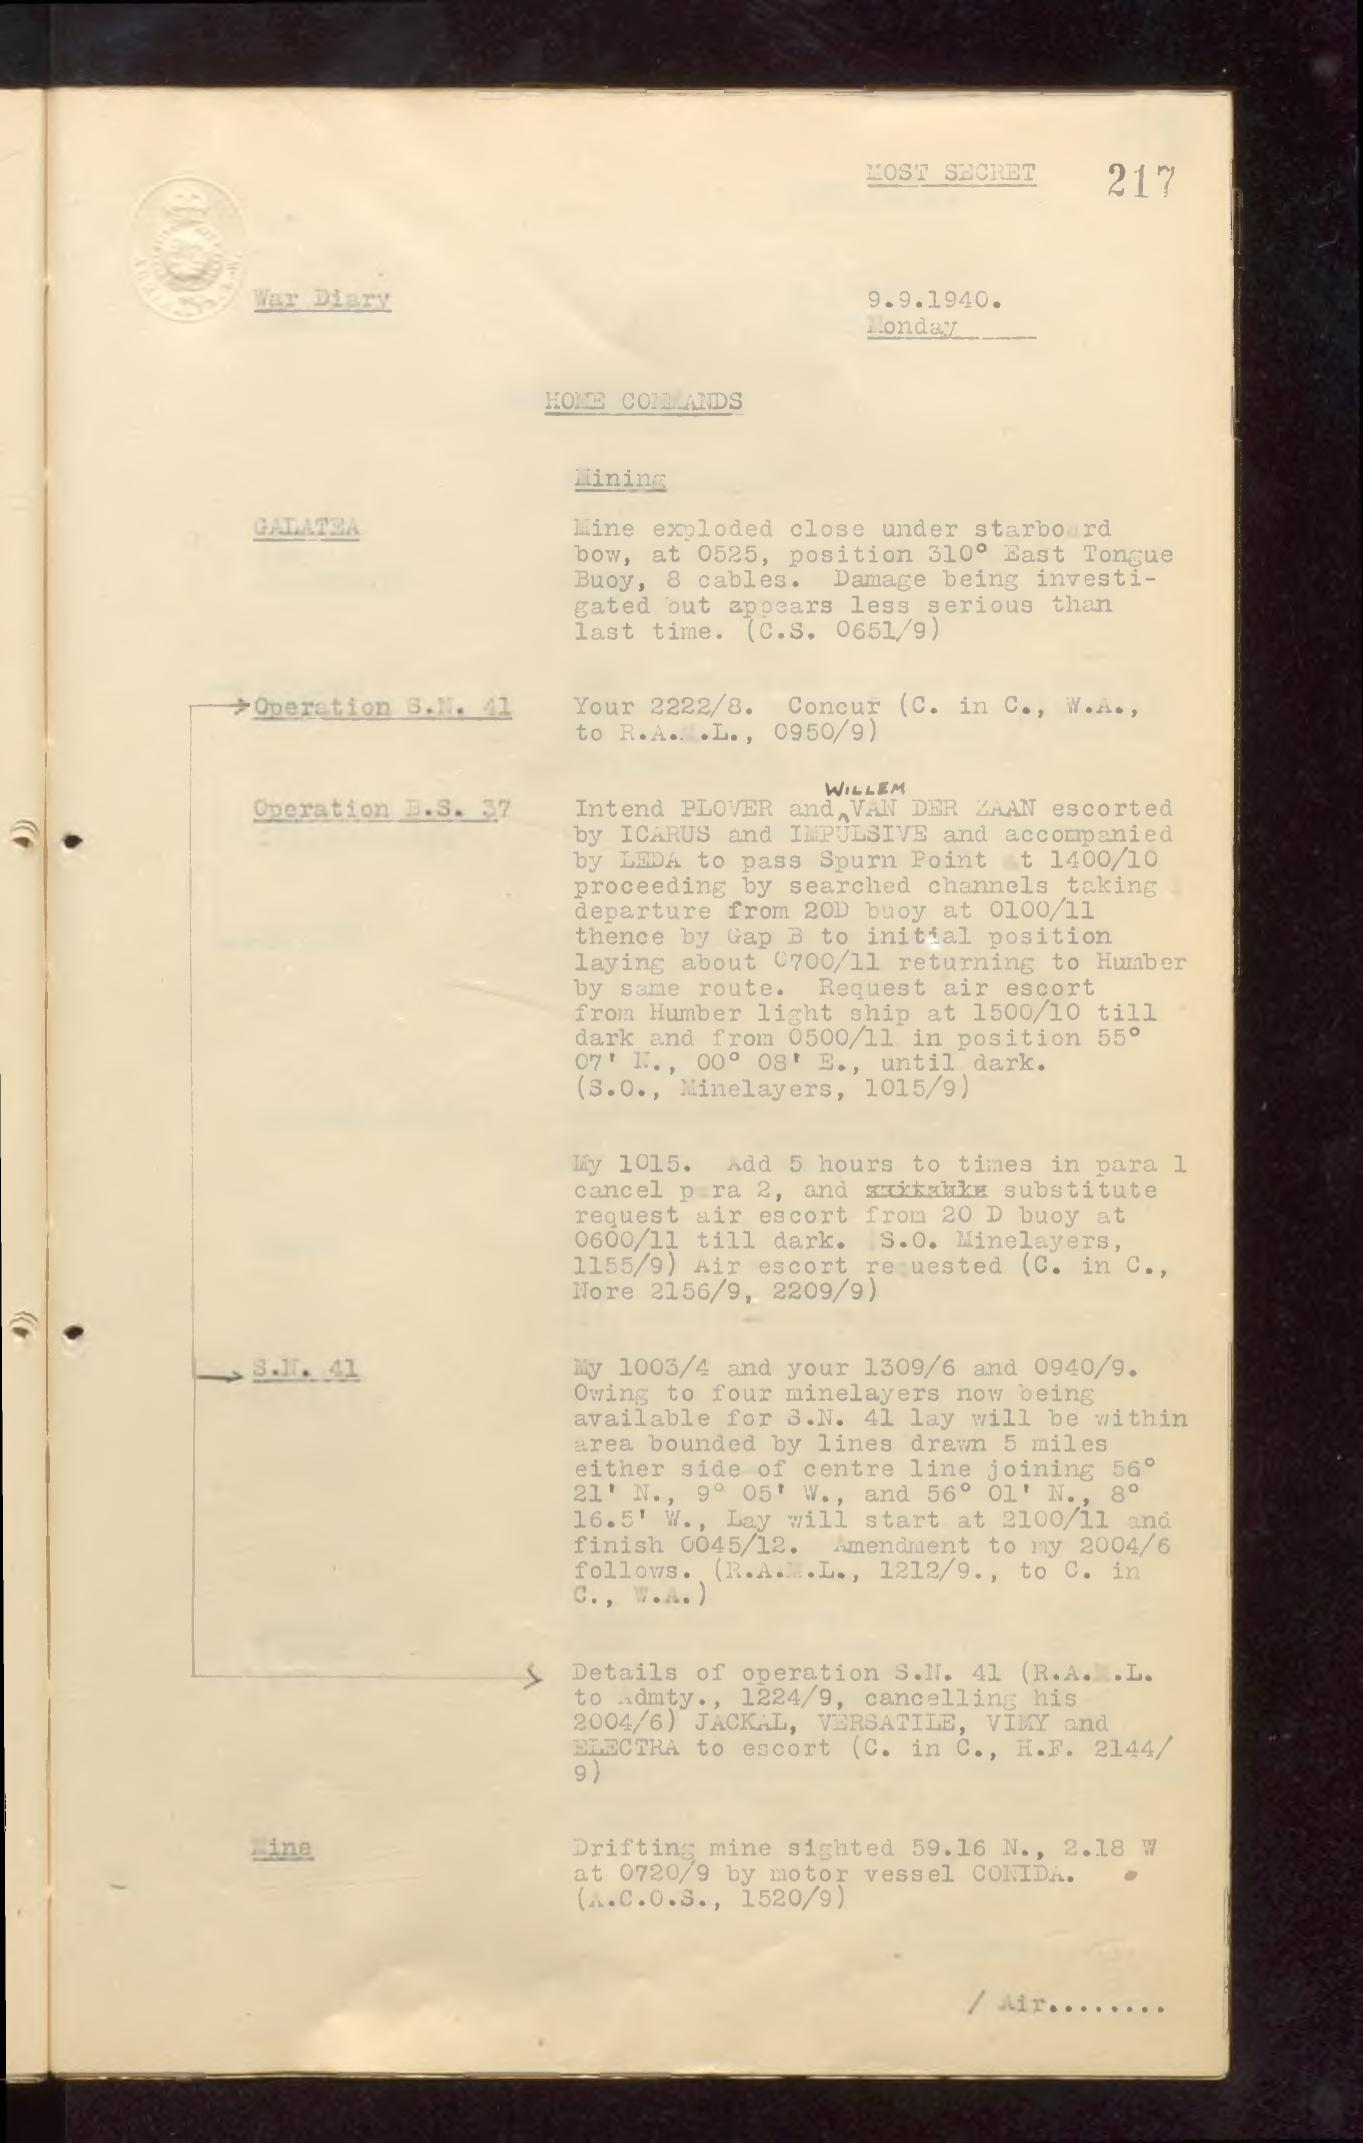 MOST SECRET 217
War Diary 9.9.1940.
Monday
HOME COMMANDS
Mining
GALATEA Mine exploded close under starboard
bow, at 0525, position 310° East Tongue
Buoy, 8 cables. Damage being investi-
gated but appears less serious than
last time. (C.S. 0651/9)
Operation S.N. 41 Your 2222/8. Concur (C. in C., W.A.,
to R.A.M.L., 0950/9)
WILLEM
Operation B.S. 37 Intend PLOVER and VAN DER ZAAN escorted
by ICARUS and IMPULSIVE and accompanied
by LEDA to pass Spurn Point at 1400/10
proceeding by searched channels taking
departure from 20D buoy at 0100/11
thence by Gap B to initial position
laying about 0700/11 returning to Humber
by same route. Request air escort
from Humber light ship at 1500/10 till
dark and from 0500/11 in position 55°
07' N., 00° 08' E., until dark.
(S.O., Minelayers, 1015/9)
My 1015. Add 5 hours to times in para 1
cancel para 2, and suitable substitute
request air escort from 20 D buoy at
0600/11 till dark. S.O. Minelayers,
1155/9) Air escort requested (C. in C.,
Nore 2156/9, 2209/9)
S.N. 41 My 1003/4 and your 1309/6 and 0940/9.
Owing to four minelayers now being
available for S.N. 41 lay will be within
area bounded by lines drawn 5 miles
either side of centre line joining 56°
21' N., 9° 05' W., and 56° 01' N., 8°
16.5' W., Lay will start at 2100/11 and
finish 0045/12. Amendment to my 2004/6
follows. (R.A.M.L., 1212/9., to C. in
C., W.A.)
Details of operation S.N. 41 (R.A.M.L.
to Admty., 1224/9, cancelling his
2004/6) JACKAL, VERSATILE, VIMY and
ELECTRA to escort (C. in C., H.F. 2144/
9)
Mine Drifting mine sighted 59.16 N., 2.18 W
at 0720/9 by motor vessel CONIDA.
(A.C.O.S., 1520/9)
/ Air.........